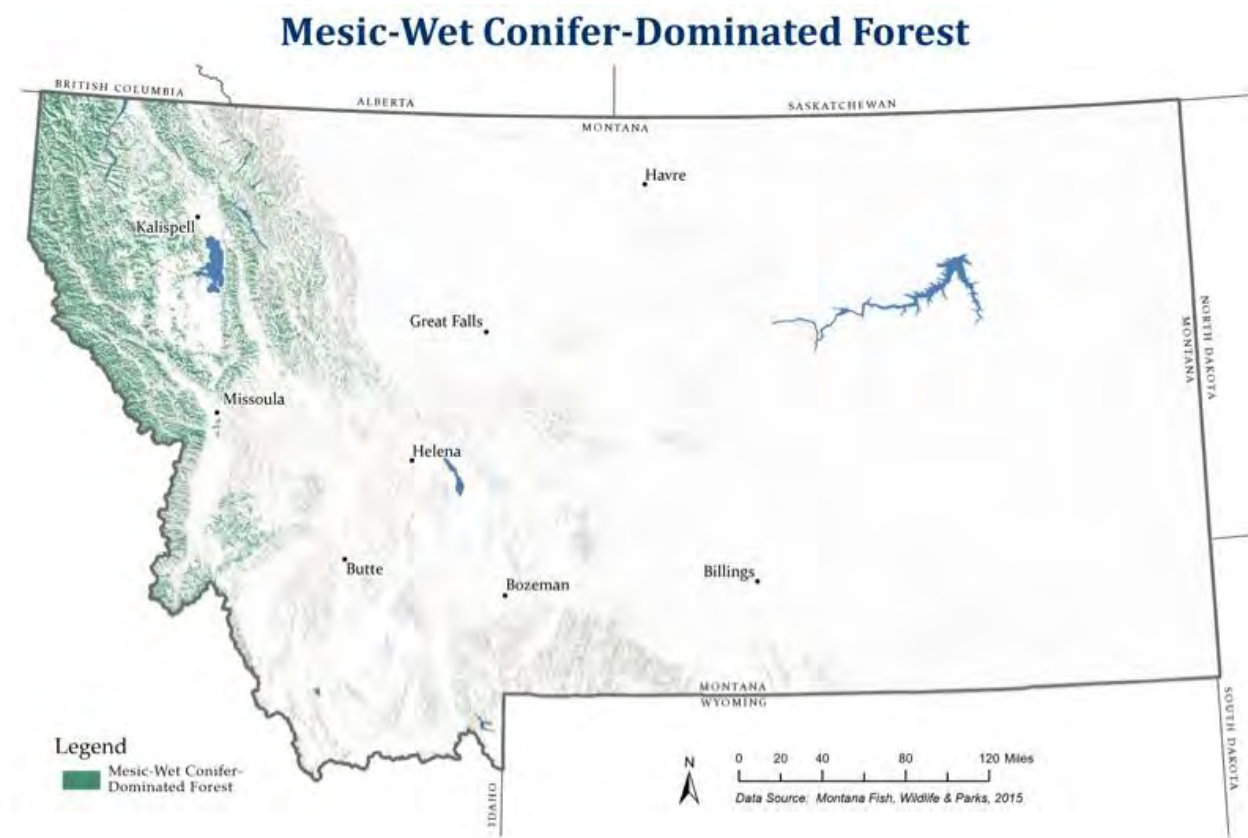 Mesic-Wet Conifer-Dominated Forest
BRITISH COLUMBIA
ALBERTA
SASKATCHEWAN
MONTANA
Havre
Kalispell
Great Falls
NORTH DAKOTA
MONTANA
Missoula
Helena
Butte
Bozeman
Billings
MONTANA
WYOMING
SOUTH DAKOTA
IDAHO
Legend
Mesic-Wet Conifer-
Dominated Forest
N
0 20 40 80 120 Miles
Data Source: Montana Fish, Wildlife & Parks, 2015